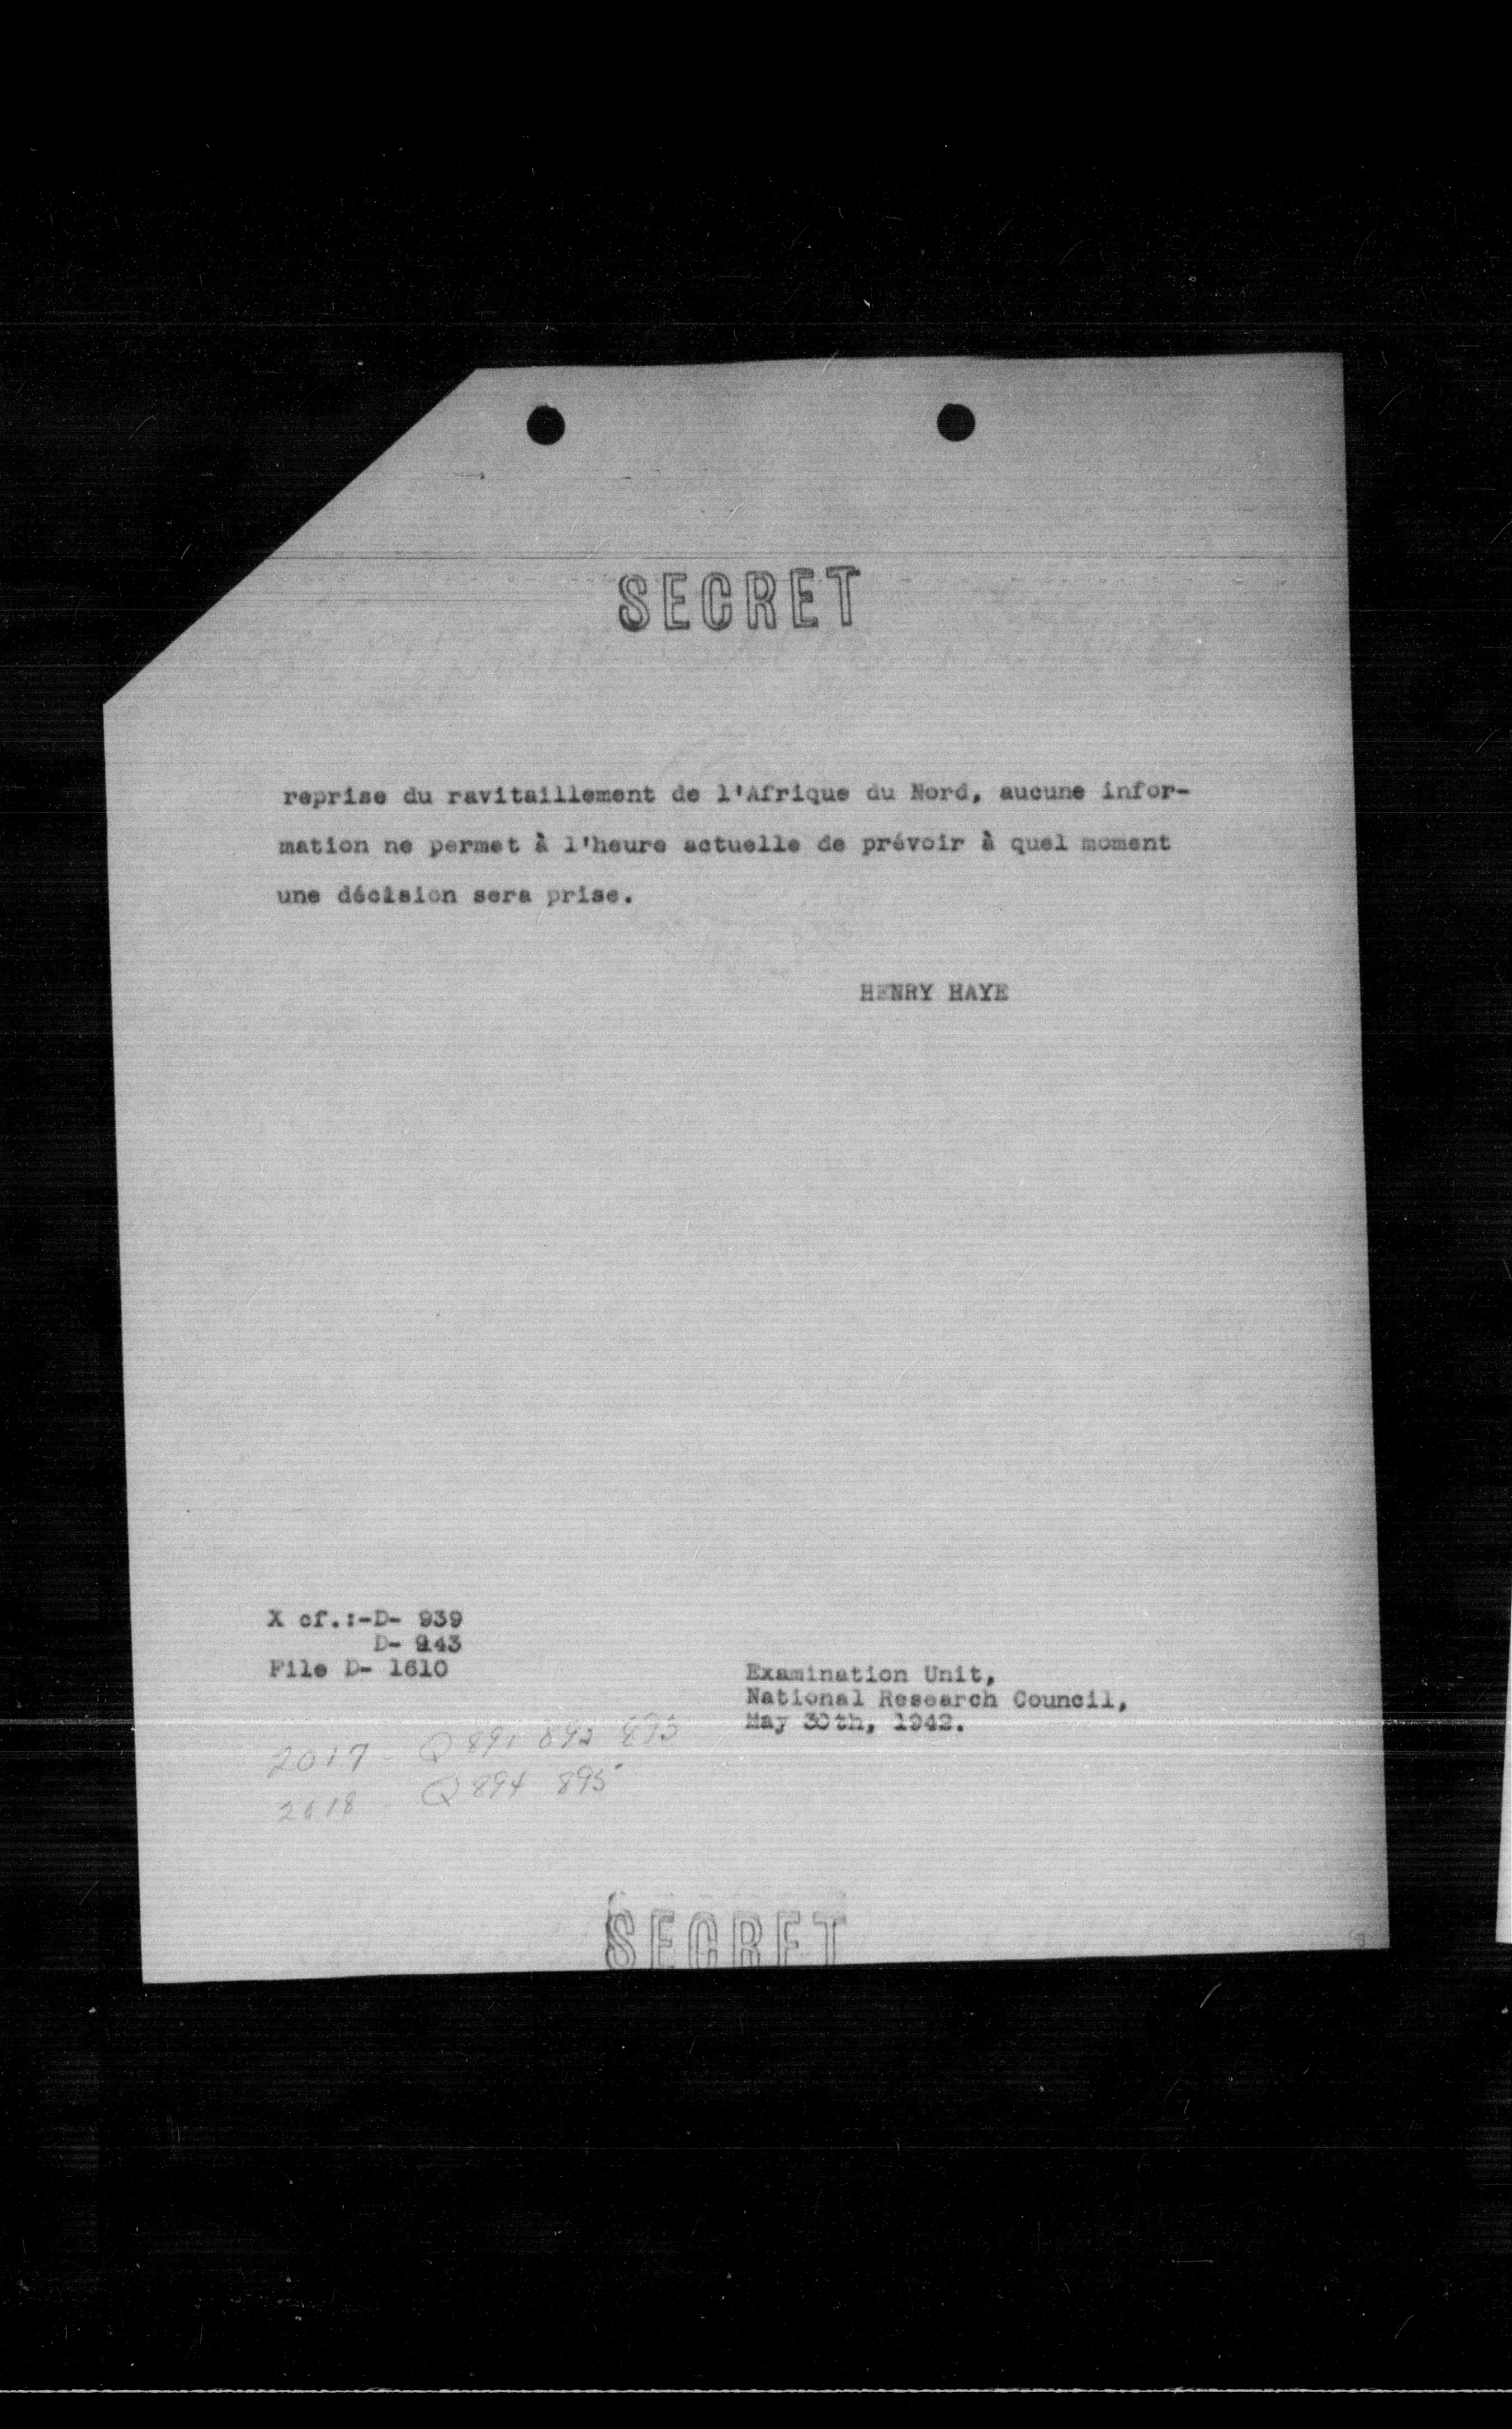 SECRET
reprise du ravitaillement de l'Afrique du Nord, aucune infor-
mation ne permet à l'heure actuelle de prévoir à quel moment
une décision sera prise.
HENRY HAYE
X cf.:-D- 939
D- 943
File D- 1610
Examination Unit,
National Research Council,
May 30th, 1942.
2017 - Q 891 892 893
2018 - Q 894 895
SECRET